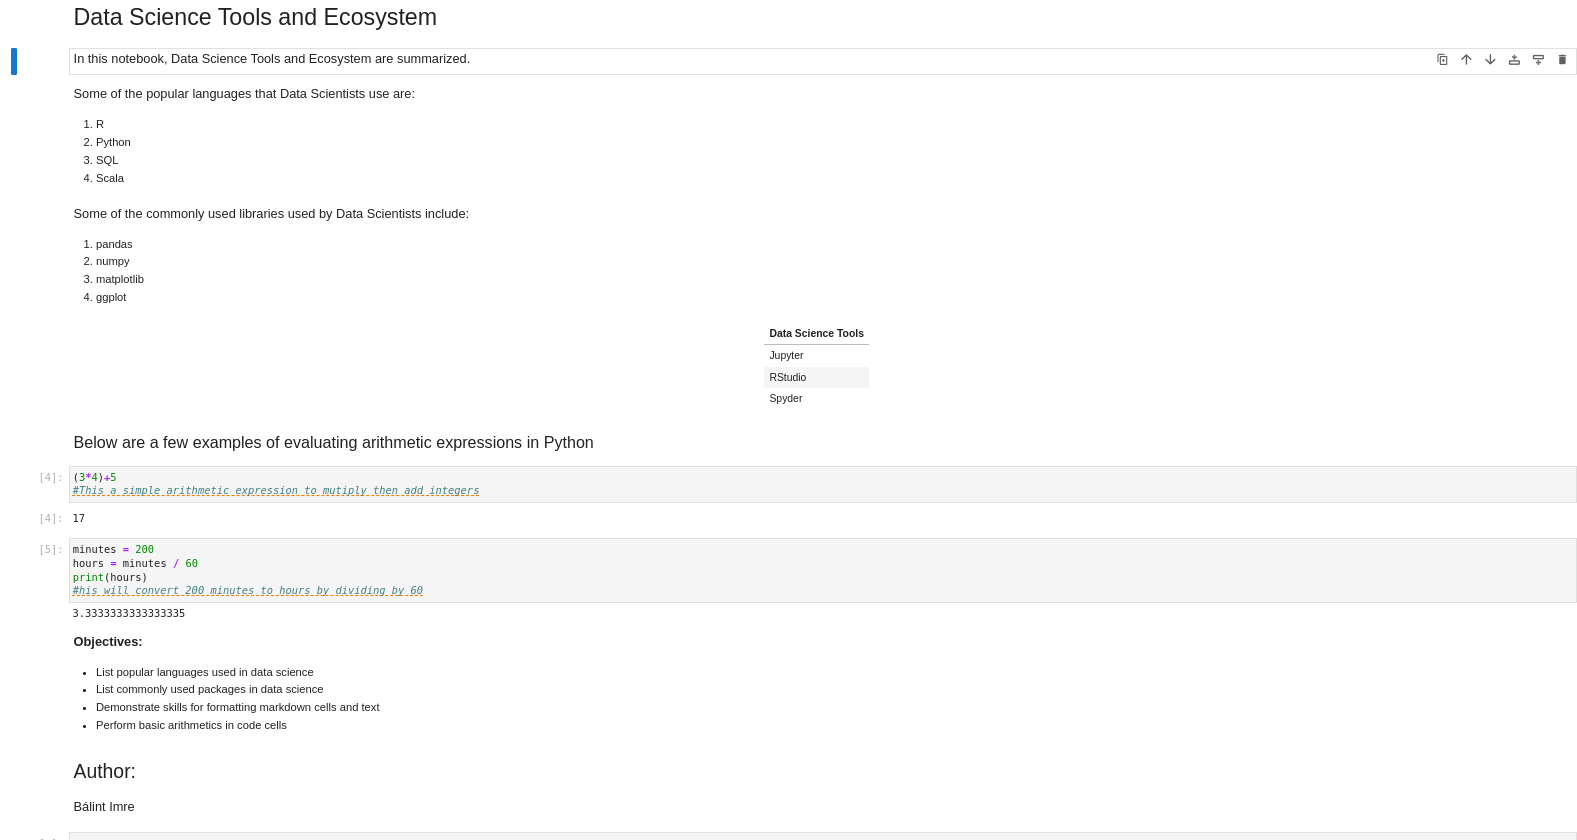 Data Science Tools and Ecosystem
In this notebook, Data Science Tools and Ecosystem are summarized.
Some of the popular languages that Data Scientists use are:
1. R
2. Python
3. SQL
4. Scala
Some of the commonly used libraries used by Data Scientists include:
1. pandas
2. numpy
3. matplotlib
4. ggplot
Data Science Tools
Jupyter
RStudio
Spyder
Below are a few examples of evaluating arithmetic expressions in Python
[4]: (3*4)+5
#This a simple arithmetic expression to mutiply then add integers
[4]: 17
[5]: minutes = 200
hours = minutes / 60
print(hours)
#his will convert 200 minutes to hours by dividing by 60
3.3333333333333335
Objectives:
• List popular languages used in data science
• List commonly used packages in data science
• Demonstrate skills for formatting markdown cells and text
• Perform basic arithmetics in code cells
Author:
Bálint Imre